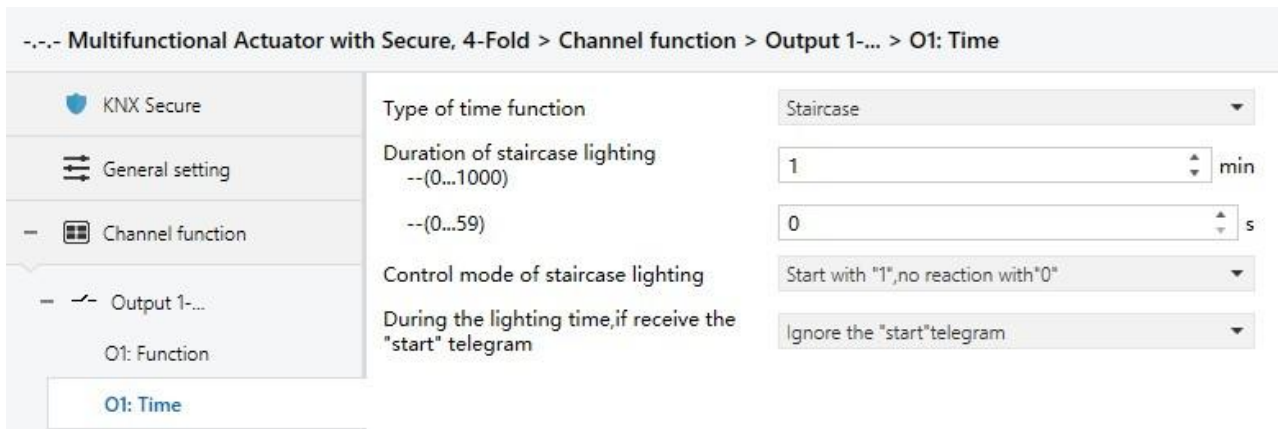 -.-.- Multifunctional Actuator with Secure, 4-Fold > Channel function > Output 1-... > O1: Time
KNX Secure
General setting
Channel function
Output 1-...
O1: Function
O1: Time
Type of time function
Staircase
Duration of staircase lighting
--(0...1000)
1
min
--(0...59)
0
s
Control mode of staircase lighting
Start with "1",no reaction with"0"
During the lighting time,if receive the
"start" telegram
Ignore the "start"telegram